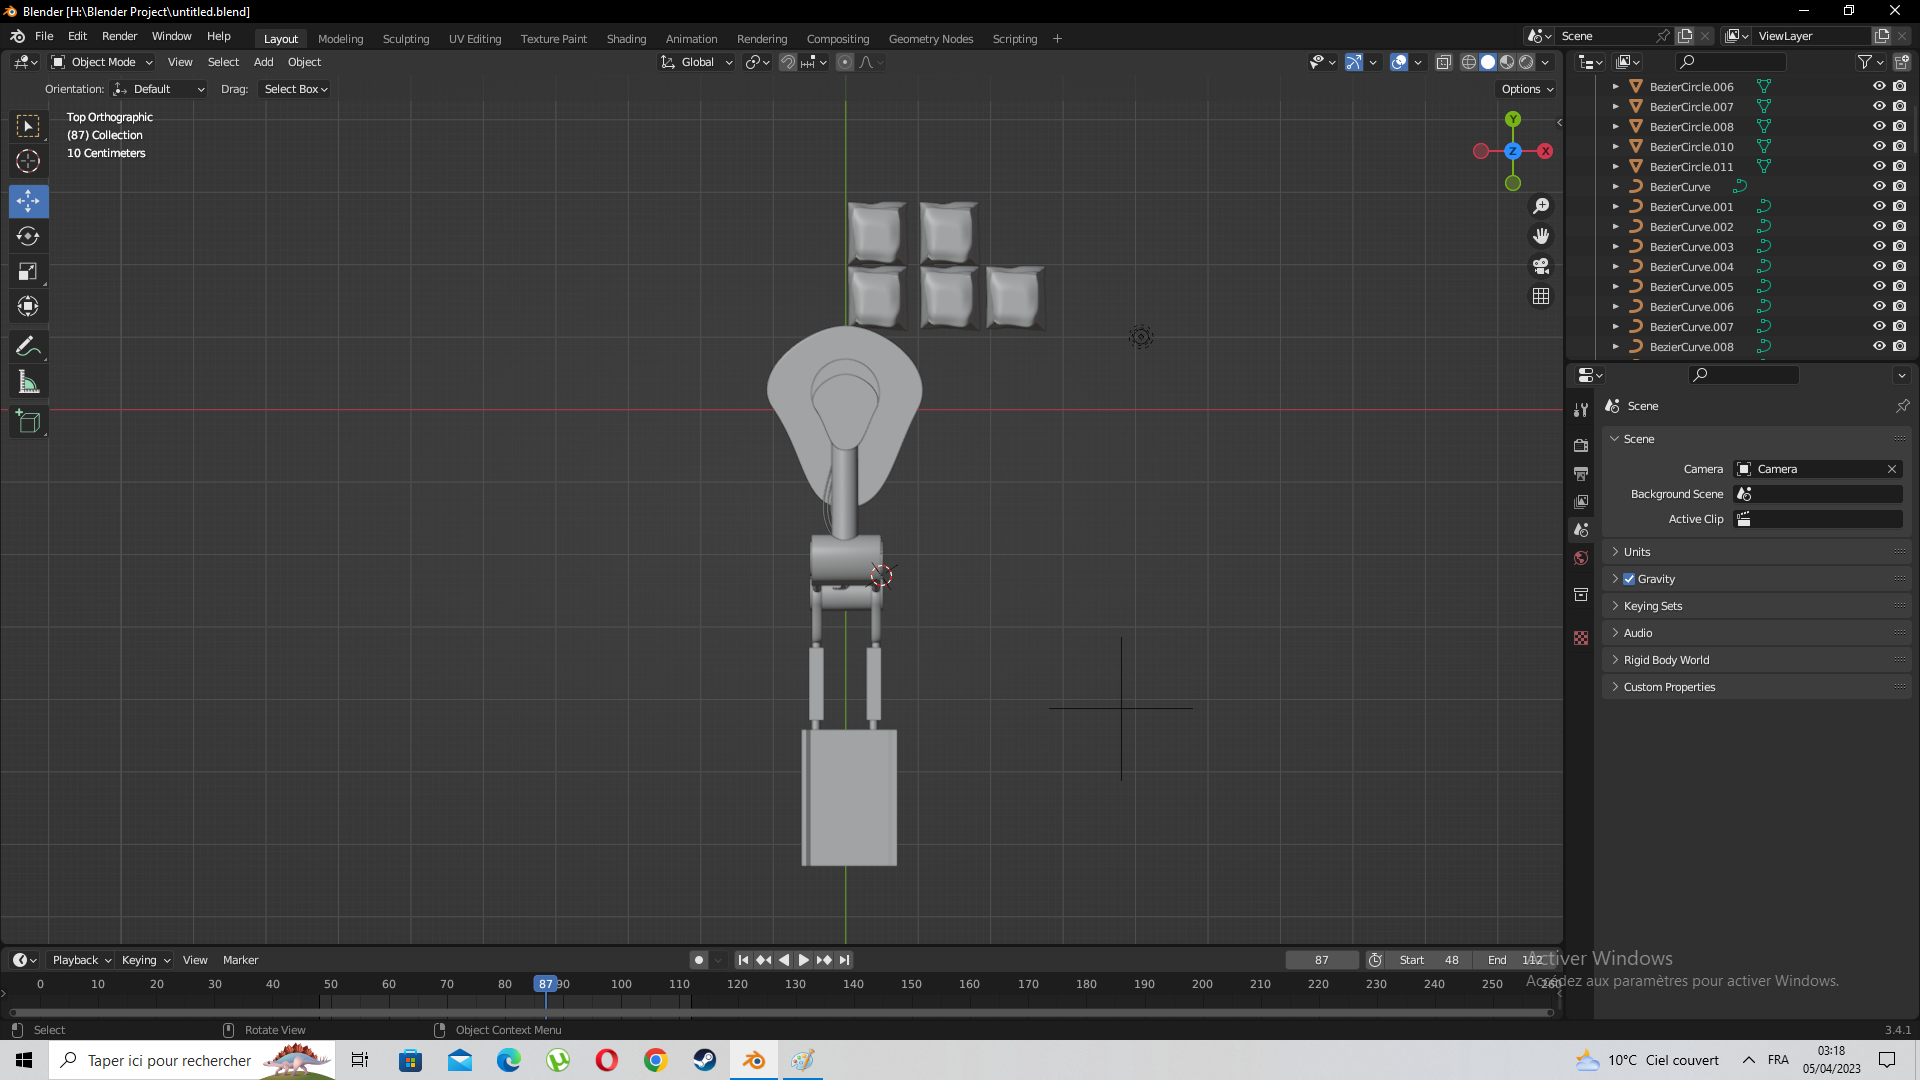 Blender [H:\Blender Project\untitled.blend]
File Edit Render Window Help Layout Modeling Sculpting UV Editing Texture Paint Shading Animation Rendering Compositing Geometry Nodes Scripting Scene ViewLayer
Object Mode View Select Add Object Global
Orientation: Default Drag: Select Box Options
Top Orthographic
(87) Collection
10 Centimeters
Y
X
Z
BezierCircle.006
BezierCircle.007
BezierCircle.008
BezierCircle.010
BezierCircle.011
BezierCurve
BezierCurve.001
BezierCurve.002
BezierCurve.003
BezierCurve.004
BezierCurve.005
BezierCurve.006
BezierCurve.007
BezierCurve.008
Scene
Scene
Camera Camera
Background Scene
Active Clip
Units
Gravity
Keying Sets
Audio
Rigid Body World
Custom Properties
Playback Keying View Marker 87 Start 48 End 112
0 10 20 30 40 50 60 70 80 87 90 100 110 120 130 140 150 160 170 180 190 200 210 220 230 240 250 260
Activer Windows
Accédez aux paramètres pour activer Windows.
Select Rotate View Object Context Menu 3.4.1
Taper ici pour rechercher 10°C Ciel couvert FRA 03:18
05/04/2023